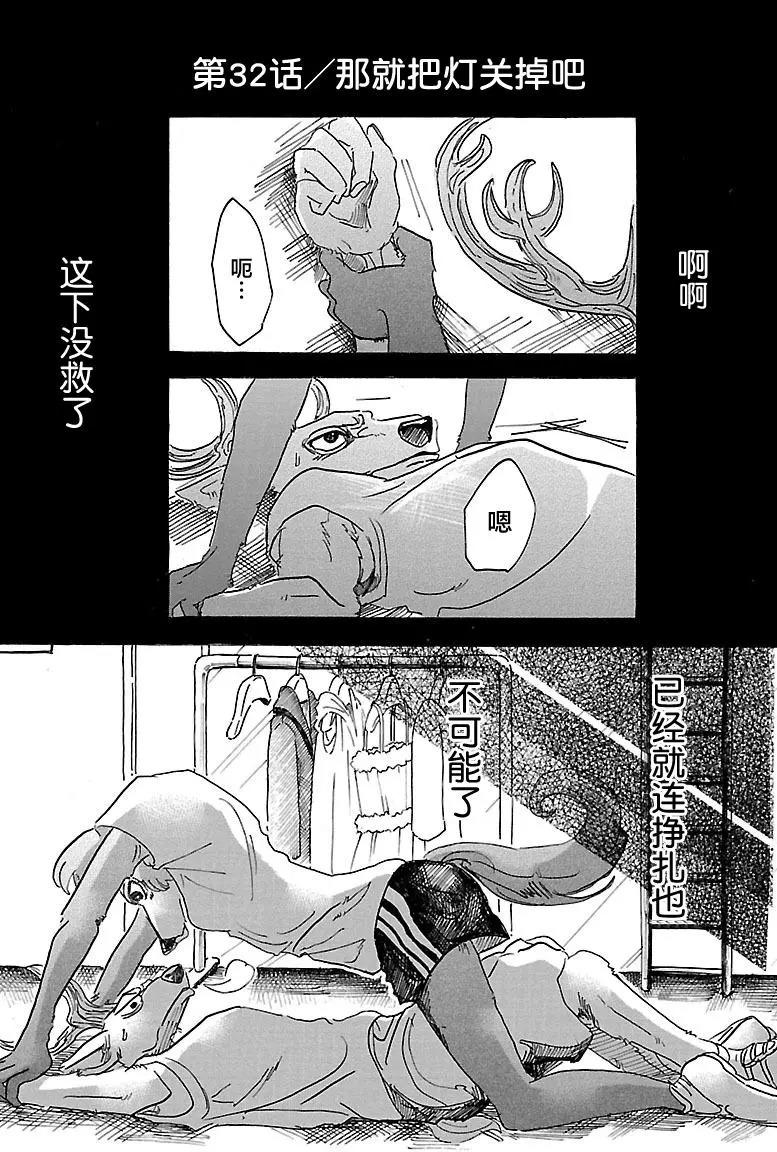 第32话／那就把灯关掉吧
啊啊
呃…
这下没救了
嗯
已经就连挣扎也
不可能了